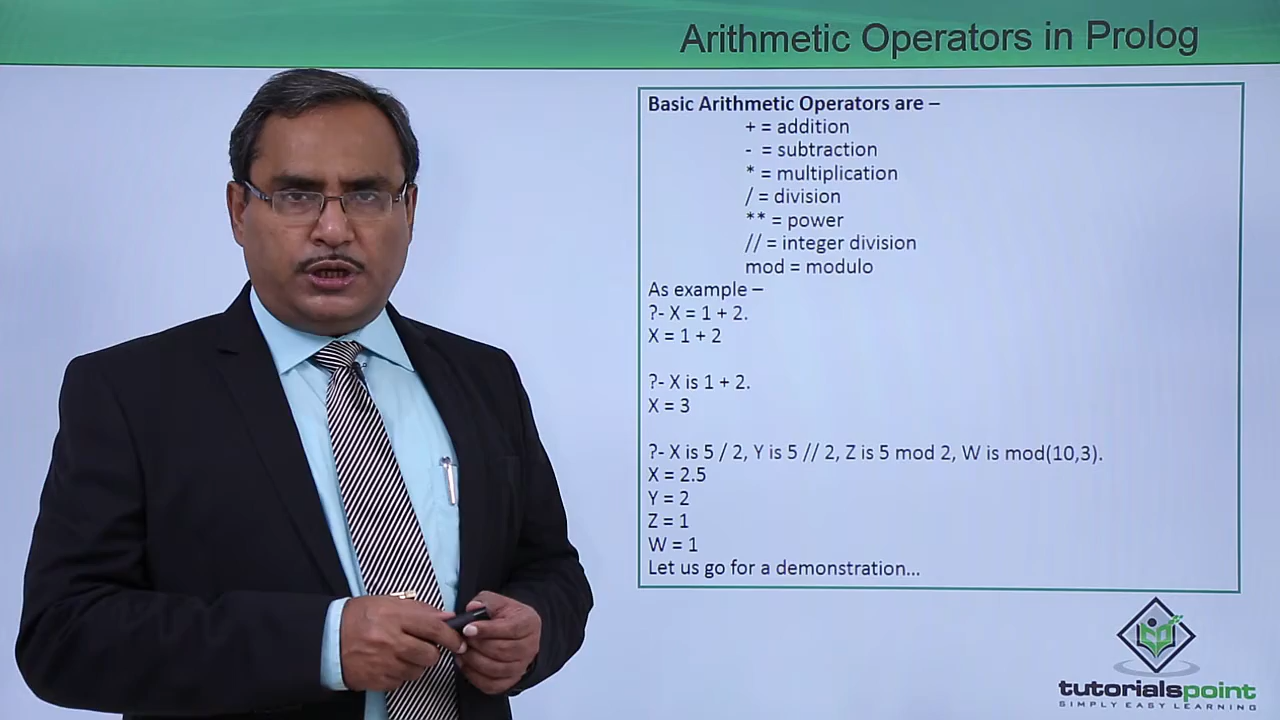 Arithmetic Operators in Prolog
Basic Arithmetic Operators are –
+ = addition
- = subtraction
* = multiplication
/ = division
** = power
// = integer division
mod = modulo
As example –
?- X = 1 + 2.
X = 1 + 2
?- X is 1 + 2.
X = 3
?- X is 5 / 2, Y is 5 // 2, Z is 5 mod 2, W is mod(10,3).
X = 2.5
Y = 2
Z = 1
W = 1
Let us go for a demonstration...
tutorialspoint
SIMPLY EASY LEARNING